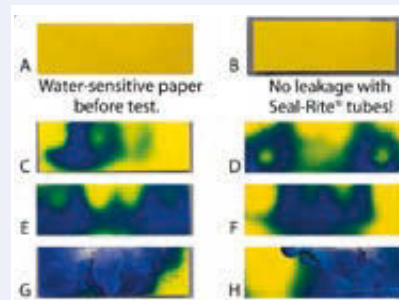 A
B
Water-sensitive paper
before test.
No leakage with
Seal-Rite® tubes!
C
D
E
F
G
H